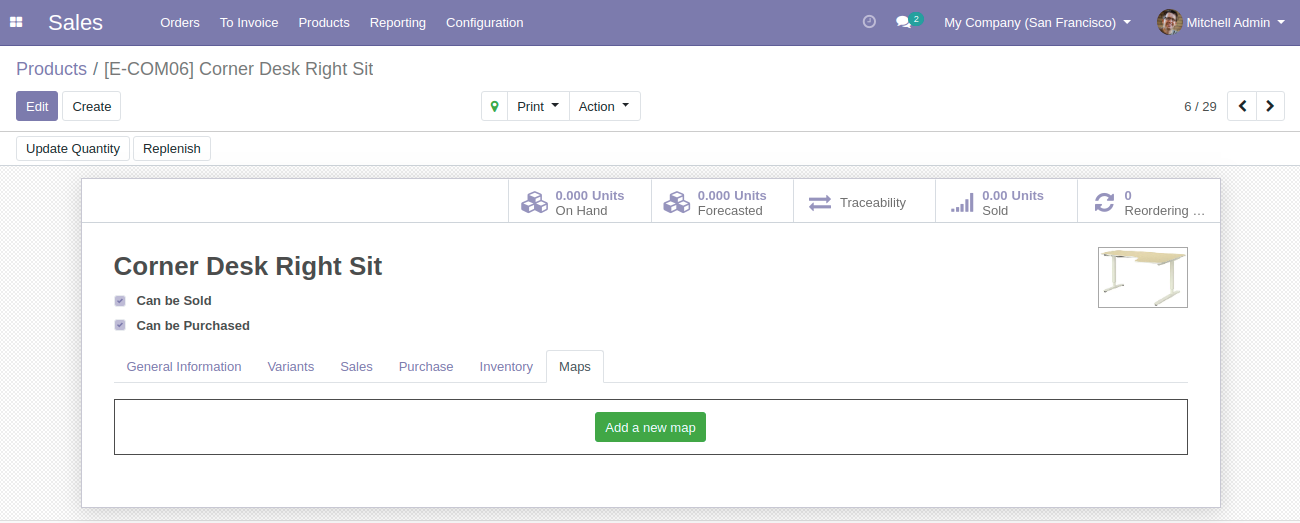 Sales Orders To Invoice Products Reporting Configuration 2 My Company (San Francisco) Mitchell Admin
Products / [E-COM06] Corner Desk Right Sit
Edit Create Print Action 6 / 29
Update Quantity Replenish
0.000 Units 0.000 Units Traceability 0.00 Units 0
On Hand Forecasted Sold Reordering ...
Corner Desk Right Sit
Can be Sold
Can be Purchased
General Information Variants Sales Purchase Inventory Maps
Add a new map